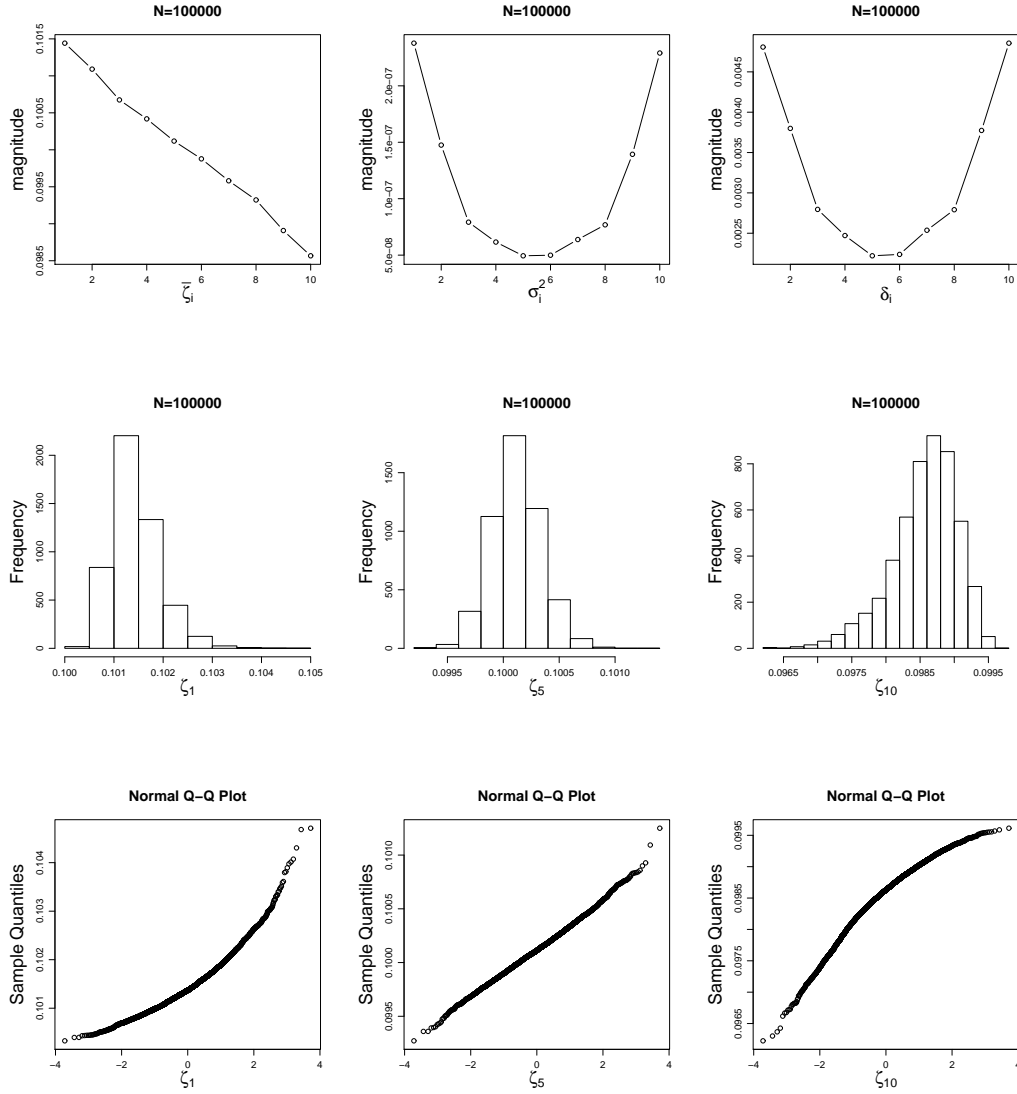 N=100000
magnitude
0.0985 0.0995 0.1005 0.1015
2 4 6 8 10
ζ̄i
N=100000
magnitude
5.0e−08 1.0e−07 1.5e−07 2.0e−07
2 4 6 8 10
σi2
N=100000
magnitude
0.0025 0.0030 0.0035 0.0045
2 4 6 8 10
δi
N=100000
Frequency
0 500 1000 1500 2000
0.100 0.101 0.102 0.103 0.104 0.105
ζ1
N=100000
Frequency
0 500 1000 1500
0.0995 0.1000 0.1005 0.1010
ζ5
N=100000
Frequency
0 200 400 600 800
0.0965 0.0975 0.0985 0.0995
ζ10
Normal Q−Q Plot
Sample Quantiles
0.101 0.102 0.103 0.104
−4 −2 0 2 4
ζ1
Normal Q−Q Plot
Sample Quantiles
0.0995 0.1000 0.1005 0.1010
−4 −2 0 2 4
ζ5
Normal Q−Q Plot
Sample Quantiles
0.0965 0.0975 0.0985 0.0995
−4 −2 0 2 4
ζ10